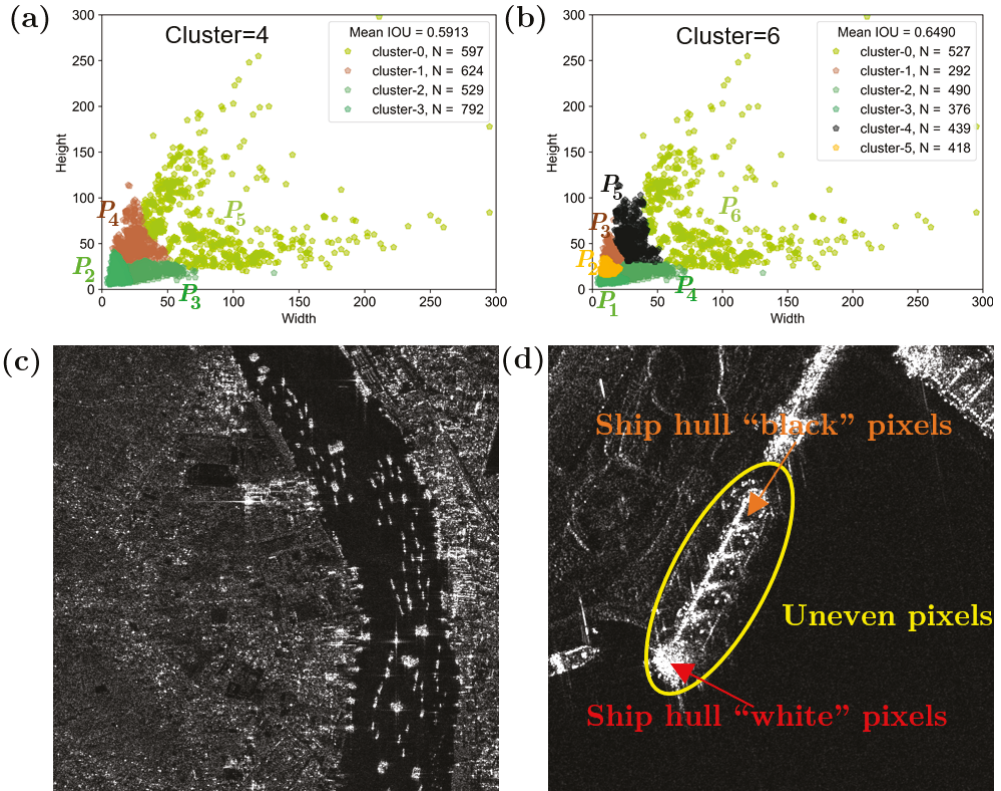 (a)
300
250
200
150
100
50
0
Height
Cluster=4
Mean IOU = 0.5913
cluster-0, N = 597
cluster-1, N = 624
cluster-2, N = 529
cluster-3, N = 792
P4
P5
P2
P3
0 50 100 150 200 250 300
Width
(b)
300
250
200
150
100
50
0
Height
Cluster=6
Mean IOU = 0.6490
cluster-0, N = 527
cluster-1, N = 292
cluster-2, N = 490
cluster-3, N = 376
cluster-4, N = 439
cluster-5, N = 418
P5
P6
P3
P2
P1
P4
0 50 100 150 200 250 300
Width
(c)
(d)
Ship hull “black” pixels
Uneven pixels
Ship hull “white” pixels